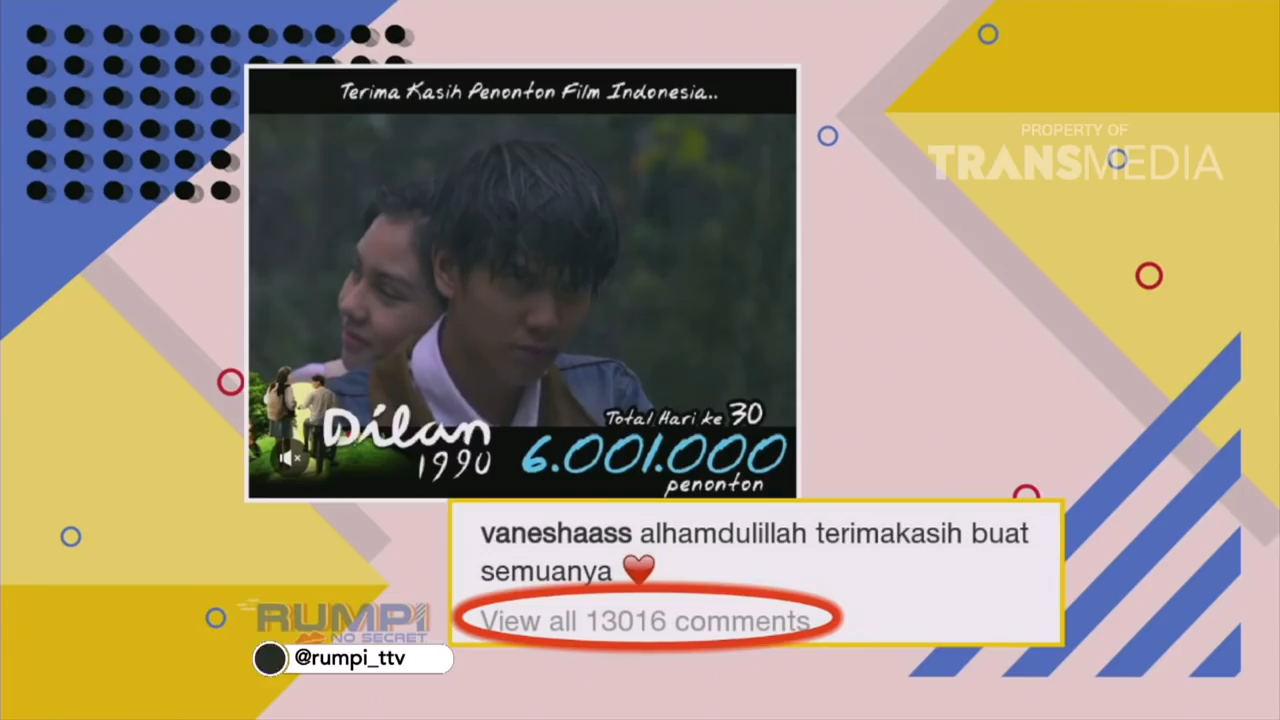 Terima Kasih Penonton Film Indonesia..
PROPERTY OF
TRANSMEDIA
Dilan
1990
Total Hari ke 30
6.001.000
penonton
vaneshaass alhamdulillah terimakasih buat
semuanya ❤️
View all 13016 comments
RUMPI
NO SECRET
@rumpi_ttv